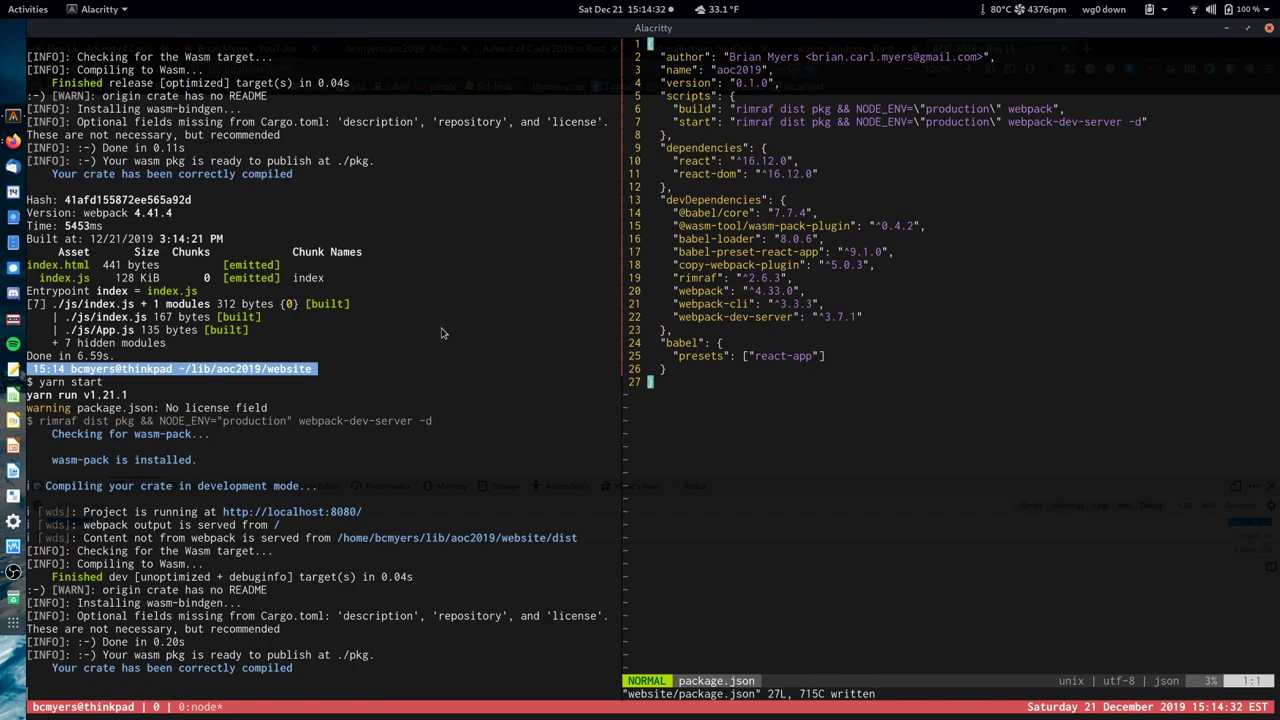 Activities
Alacritty
Sat Dec 21 15:14:32
33.1 °F
80°C 4376rpm
wg0 down
100 %
Alacritty
[INFO]: Checking for the Wasm target...
[INFO]: Compiling to Wasm...
    Finished release [optimized] target(s) in 0.04s
:-) [WARN]: origin crate has no README
[INFO]: Installing wasm-bindgen...
[INFO]: Optional fields missing from Cargo.toml: 'description', 'repository', and 'license'.
These are not necessary, but recommended
[INFO]: :-) Done in 0.11s
[INFO]: :-) Your wasm pkg is ready to publish at ./pkg.
    Your crate has been correctly compiled
Hash: 41afd155872ee565a92d
Version: webpack 4.41.4
Time: 5453ms
Built at: 12/21/2019 3:14:21 PM
     Asset       Size  Chunks             Chunk Names
index.html  441 bytes          [emitted]
  index.js    128 KiB       0  [emitted]  index
Entrypoint index = index.js
[7] ./js/index.js + 1 modules 312 bytes {0} [built]
    | ./js/index.js 167 bytes [built]
    | ./js/App.js 135 bytes [built]
    + 7 hidden modules
Done in 6.59s.
15:14 bcmyers@thinkpad ~/lib/aoc2019/website
$ yarn start
yarn run v1.21.1
warning package.json: No license field
$ rimraf dist pkg && NODE_ENV="production" webpack-dev-server -d
    Checking for wasm-pack...
    wasm-pack is installed.
i Compiling your crate in development mode...
i ｢wds｣: Project is running at http://localhost:8080/
i ｢wds｣: webpack output is served from /
i ｢wds｣: Content not from webpack is served from /home/bcmyers/lib/aoc2019/website/dist
[INFO]: Checking for the Wasm target...
[INFO]: Compiling to Wasm...
    Finished dev [unoptimized + debuginfo] target(s) in 0.04s
:-) [WARN]: origin crate has no README
[INFO]: Installing wasm-bindgen...
[INFO]: Optional fields missing from Cargo.toml: 'description', 'repository', and 'license'.
These are not necessary, but recommended
[INFO]: :-) Done in 0.20s
[INFO]: :-) Your wasm pkg is ready to publish at ./pkg.
    Your crate has been correctly compiled
1 {
2   "author": "Brian Myers <brian.carl.myers@gmail.com>",
3   "name": "aoc2019",
4   "version": "0.1.0",
5   "scripts": {
6     "build": "rimraf dist pkg && NODE_ENV=\"production\" webpack",
7     "start": "rimraf dist pkg && NODE_ENV=\"production\" webpack-dev-server -d"
8   },
9   "dependencies": {
10     "react": "^16.12.0",
11     "react-dom": "^16.12.0"
12   },
13   "devDependencies": {
14     "@babel/core": "7.7.4",
15     "@wasm-tool/wasm-pack-plugin": "^0.4.2",
16     "babel-loader": "8.0.6",
17     "babel-preset-react-app": "^9.1.0",
18     "copy-webpack-plugin": "^5.0.3",
19     "rimraf": "^2.6.3",
20     "webpack": "^4.33.0",
21     "webpack-cli": "^3.3.3",
22     "webpack-dev-server": "^3.7.1"
23   },
24   "babel": {
25     "presets": ["react-app"]
26   }
27 }
NORMAL package.json unix | utf-8 | json 3% 1:1
"website/package.json" 27L, 715C written
bcmyers@thinkpad | 0 | 0:node*
Saturday 21 December 2019 15:14:32 EST